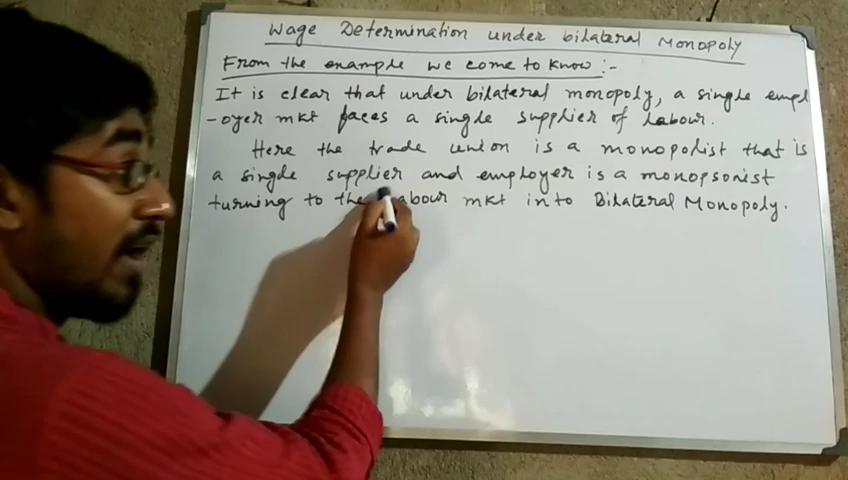 Wage Determination under bilateral Monopoly
From the example we come to know :-
It is clear that under bilateral monopoly, a single empl
-oyer mkt faces a single supplier of Labour.
Here the trade union is a monopolist that is
a single supplier and employer is a monopsonist
turning to the abour mkt into Bilateral Monopoly.